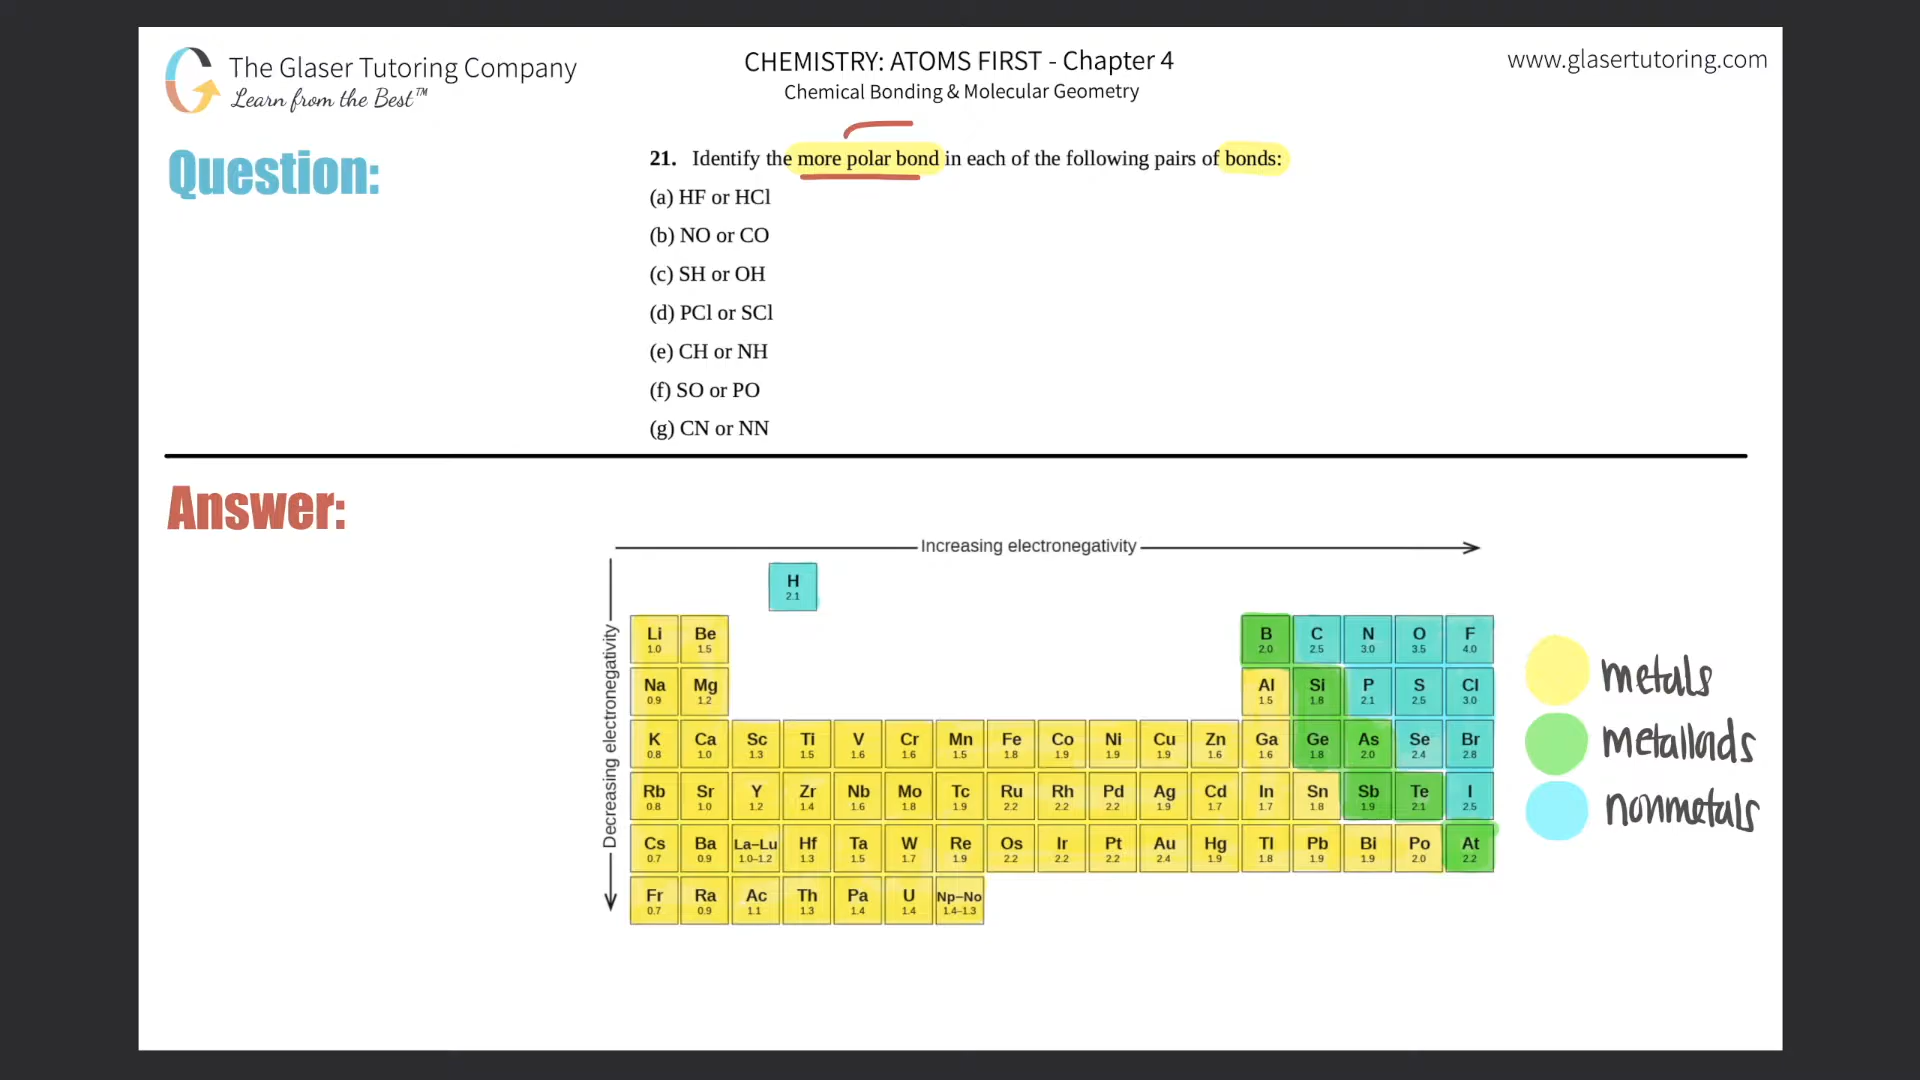 The Glaser Tutoring Company
Learn from the Best™
CHEMISTRY: ATOMS FIRST - Chapter 4
Chemical Bonding & Molecular Geometry
www.glasertutoring.com
Question:
21. Identify the more polar bond in each of the following pairs of bonds:
(a) HF or HCl
(b) NO or CO
(c) SH or OH
(d) PCl or SCl
(e) CH or NH
(f) SO or PO
(g) CN or NN
Answer:
Increasing electronegativity
Decreasing electronegativity
H
2.1
Li Be B C N O F
1.0 1.5 2.0 2.5 3.0 3.5 4.0
Na Mg Al Si P S Cl
0.9 1.2 1.5 1.8 2.1 2.5 3.0
K Ca Sc Ti V Cr Mn Fe Co Ni Cu Zn Ga Ge As Se Br
0.8 1.0 1.3 1.5 1.6 1.6 1.5 1.8 1.9 1.9 1.9 1.6 1.6 1.8 2.0 2.4 2.8
Rb Sr Y Zr Nb Mo Tc Ru Rh Pd Ag Cd In Sn Sb Te I
0.8 1.0 1.2 1.4 1.6 1.8 1.9 2.2 2.2 2.2 1.9 1.7 1.7 1.8 1.9 2.1 2.5
Cs Ba La–Lu Hf Ta W Re Os Ir Pt Au Hg Tl Pb Bi Po At
0.7 0.9 1.0–1.2 1.3 1.5 1.7 1.9 2.2 2.2 2.2 2.4 1.9 1.8 1.9 1.9 2.0 2.2
Fr Ra Ac Th Pa U Np–No
0.7 0.9 1.1 1.3 1.4 1.4 1.4–1.3
metals
metalloids
nonmetals